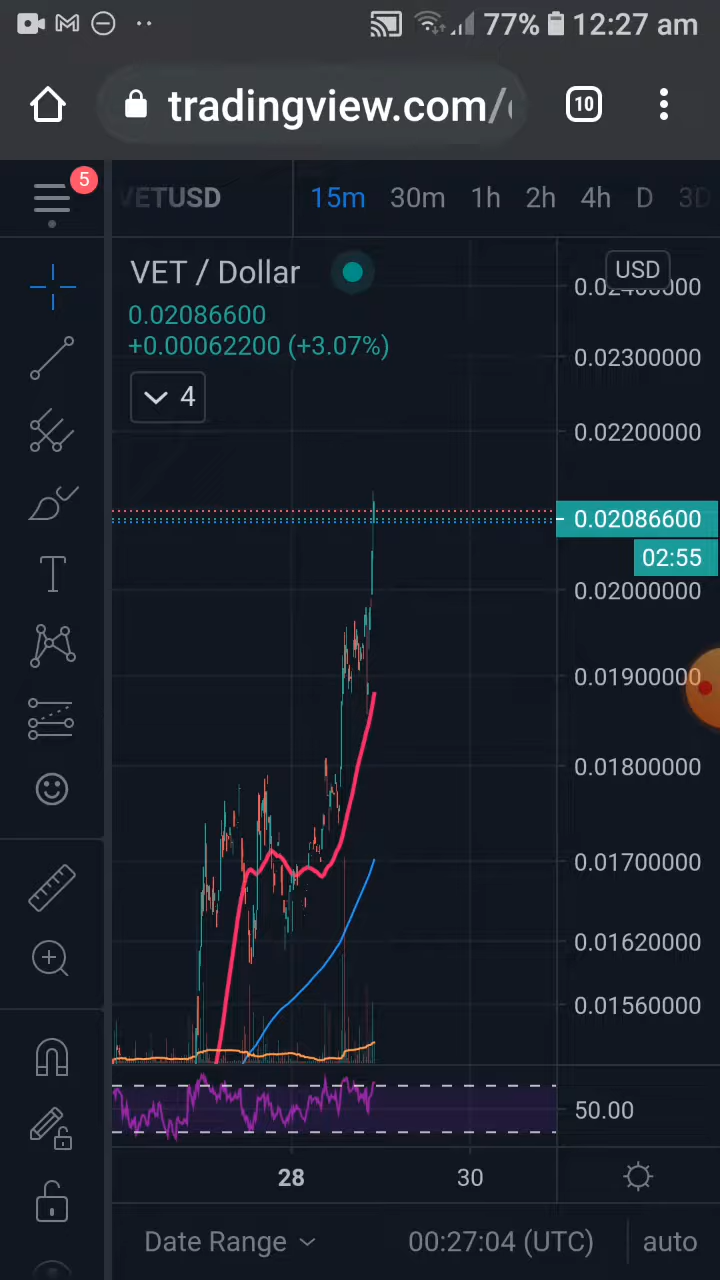 77% 12:27 am
tradingview.com/
10
5
VETUSD 15m 30m 1h 2h 4h D 3D
VET / Dollar
USD
0.02086600
+0.00062200 (+3.07%)
4
0.02300000
0.02200000
0.02086600
02:55
0.02000000
0.01900000
0.01800000
0.01700000
0.01620000
0.01560000
50.00
28 30
Date Range 00:27:04 (UTC) auto